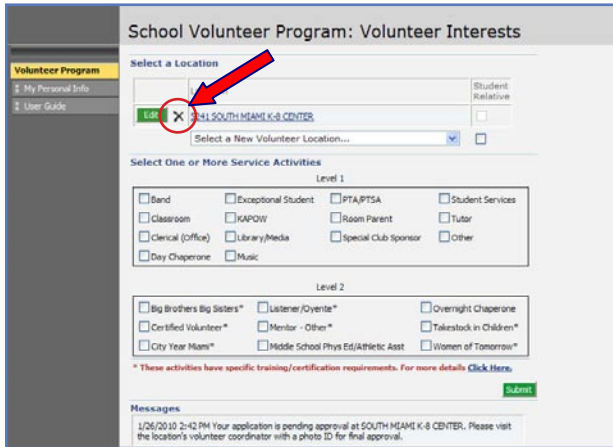 School Volunteer Program: Volunteer Interests
Volunteer Program
My Personal Info
User Guide
Select a Location
Student
Relative
Edit X 5241 SOUTH MIAMI K-8 CENTER
Select a New Volunteer Location...
Select One or More Service Activities
Level 1
Band Exceptional Student PTA/PTSA Student Services
Classroom KAPOW Room Parent Tutor
Clerical (Office) Library/Media Special Club Sponsor Other
Day Chaperone Music
Level 2
Big Brothers Big Sisters* Listener/Oyente* Overnight Chaperone
Certified Volunteer* Mentor - Other* Takestock in Children*
City Year Miami* Middle School Phys Ed/Athletic Asst Women of Tomorrow*
* These activities have specific training/certification requirements. For more details Click Here.
Submit
Messages
1/26/2010 2:42 PM Your application is pending approval at SOUTH MIAMI K-8 CENTER. Please visit
the location's volunteer coordinator with a photo ID for final approval.